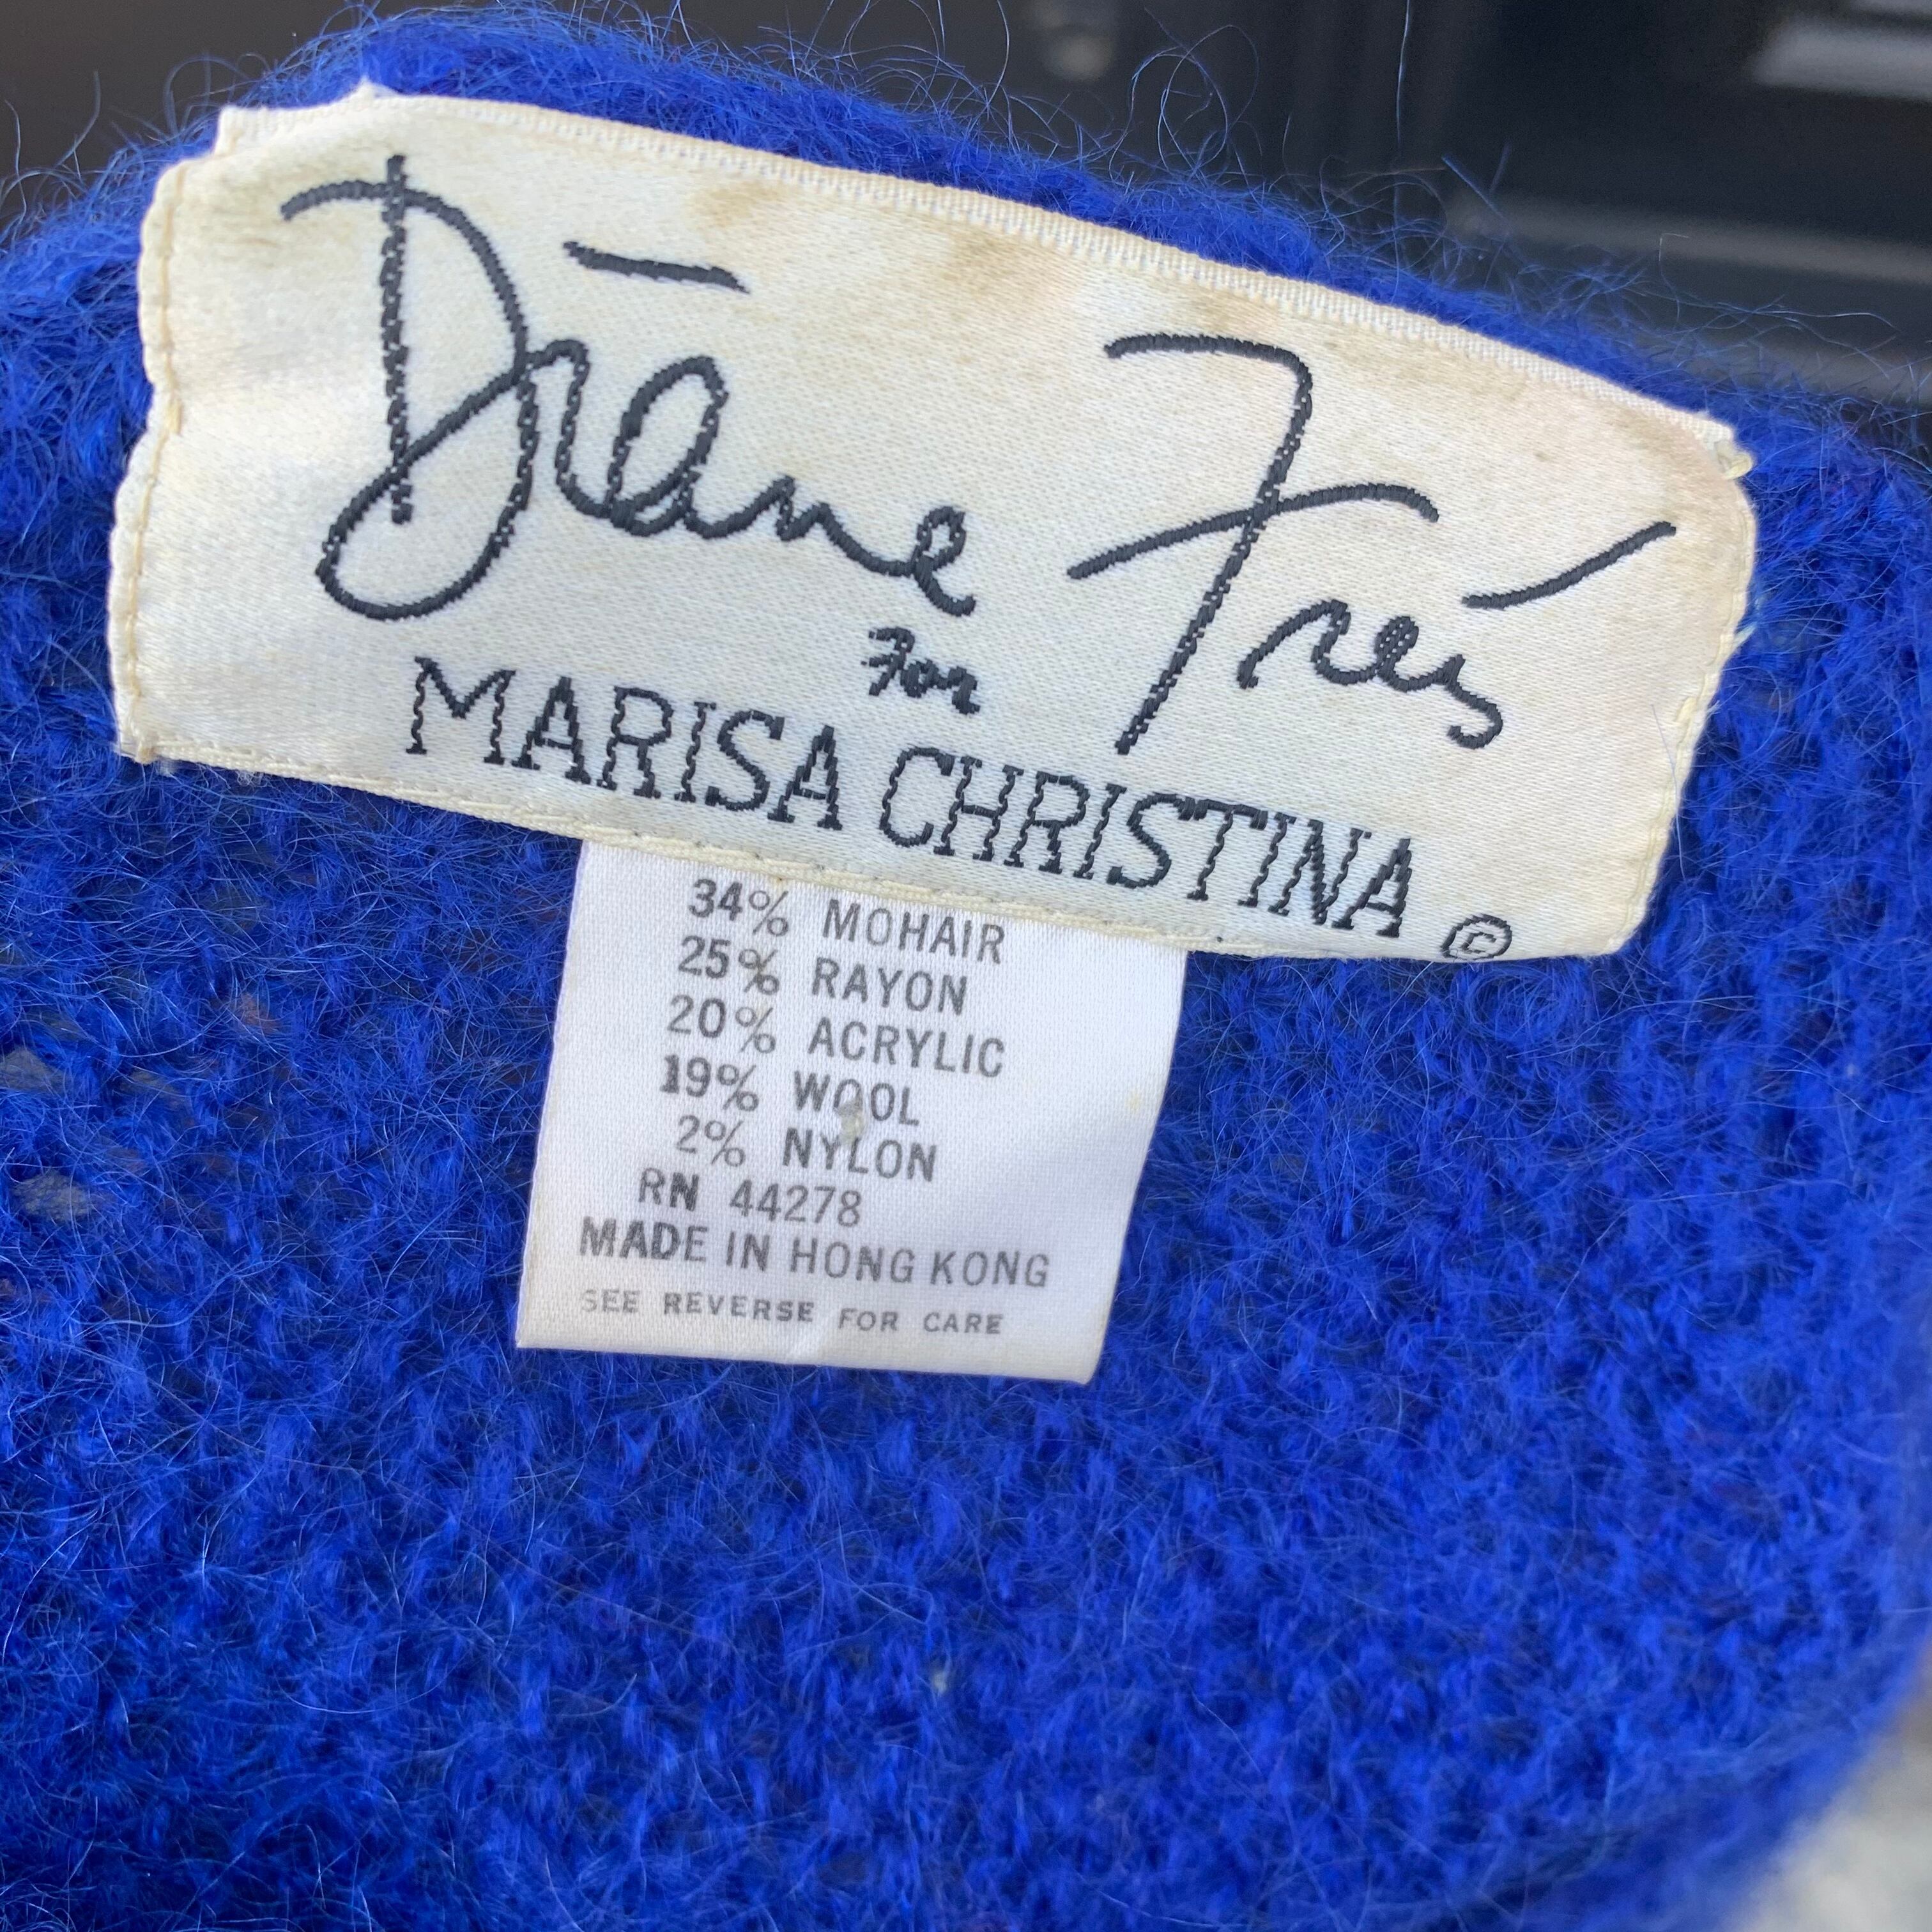 Diane Frés
for
MARISA CHRISTINA ©
34% MOHAIR
25% RAYON
20% ACRYLIC
19% WOOL
2% NYLON
RN 44278
MADE IN HONG KONG
SEE REVERSE FOR CARE